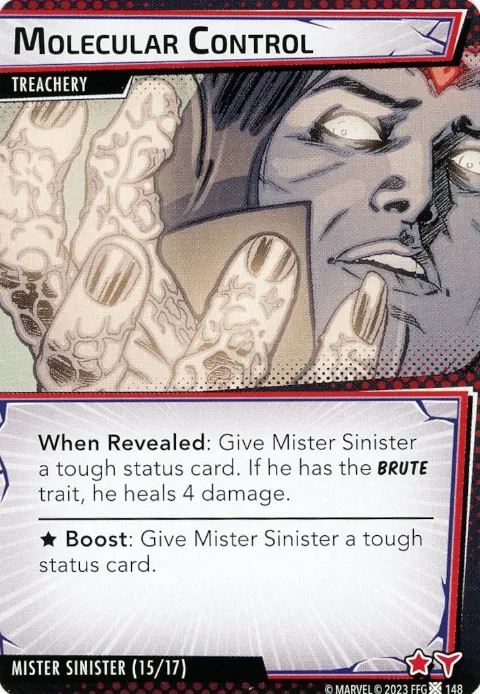 MOLECULAR CONTROL
TREACHERY
When Revealed: Give Mister Sinister
a tough status card. If he has the BRUTE
trait, he heals 4 damage.
★ Boost: Give Mister Sinister a tough
status card.
MISTER SINISTER (15/17)
© MARVEL © 2023 FFG 148